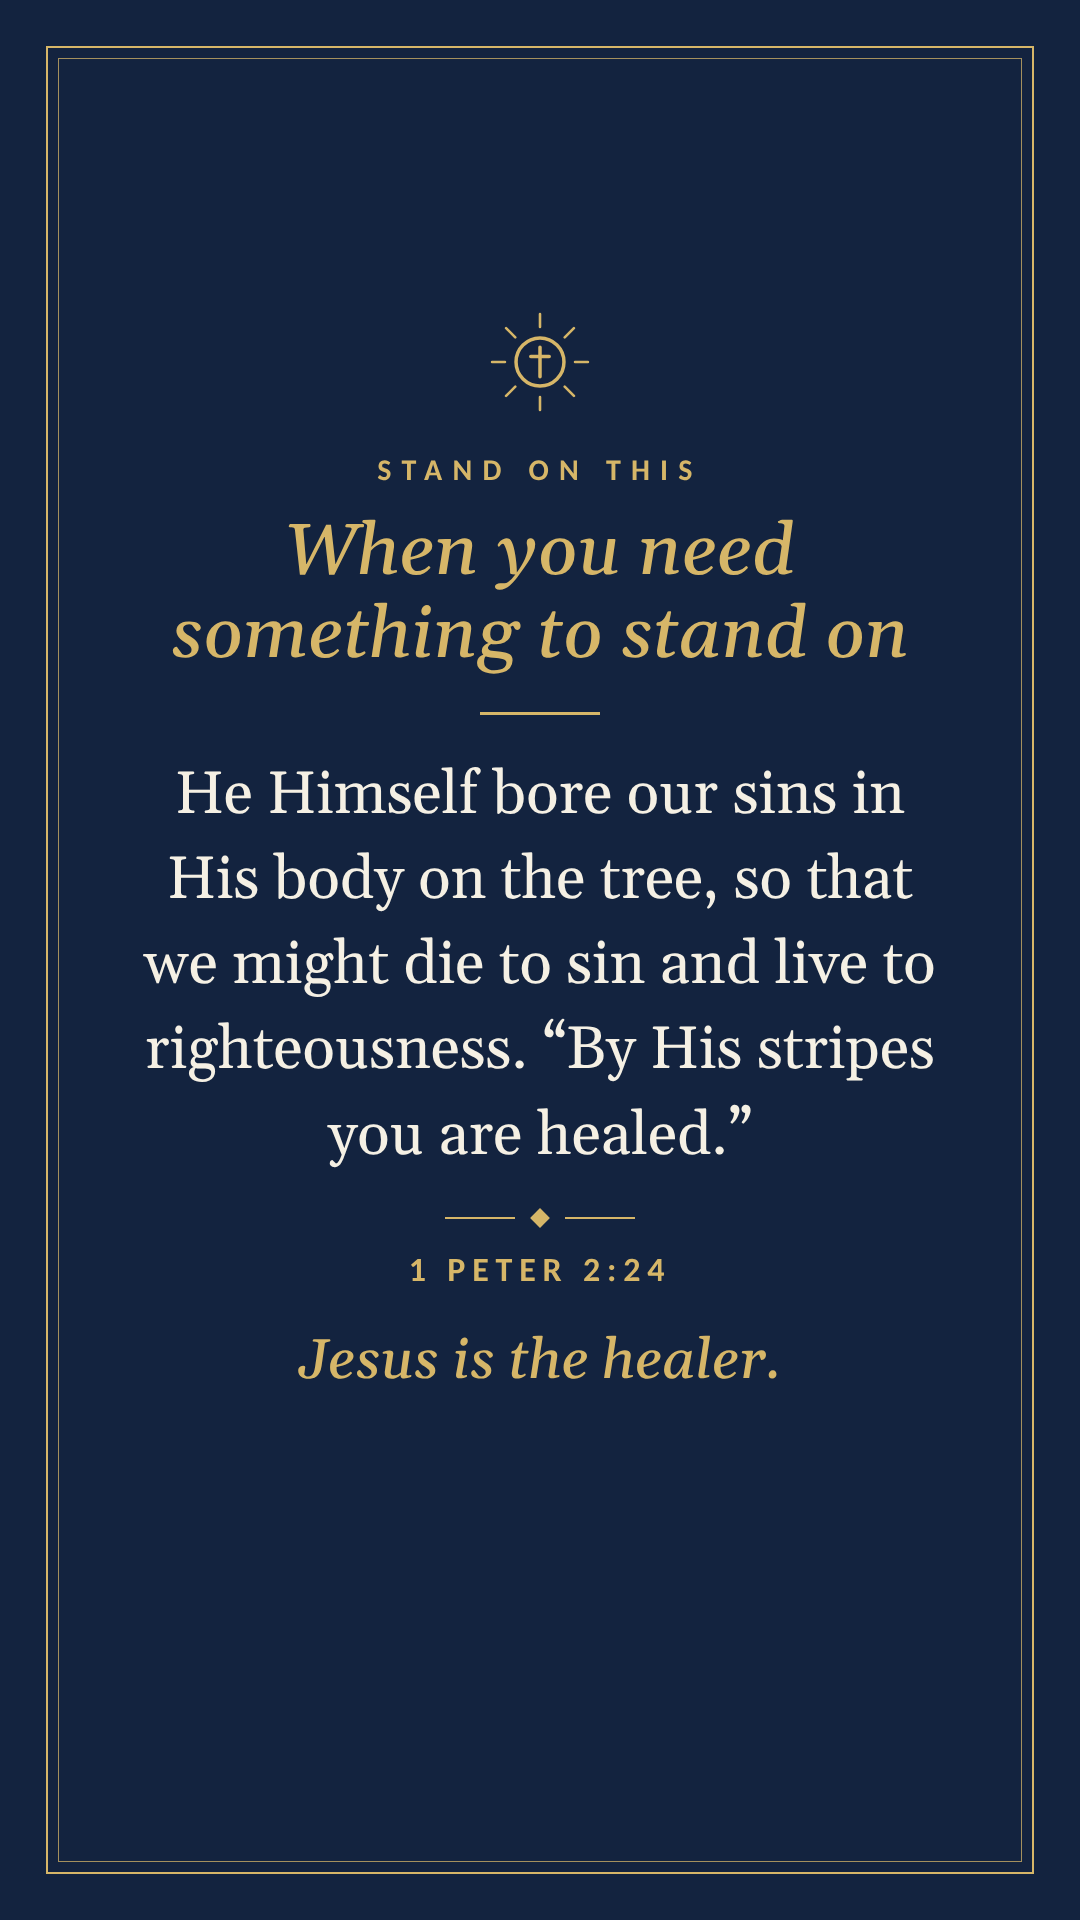 STAND ON THIS
When you need
something to stand on
He Himself bore our sins in
His body on the tree, so that
we might die to sin and live to
righteousness. “By His stripes
you are healed.”
1 PETER 2:24
Jesus is the healer.